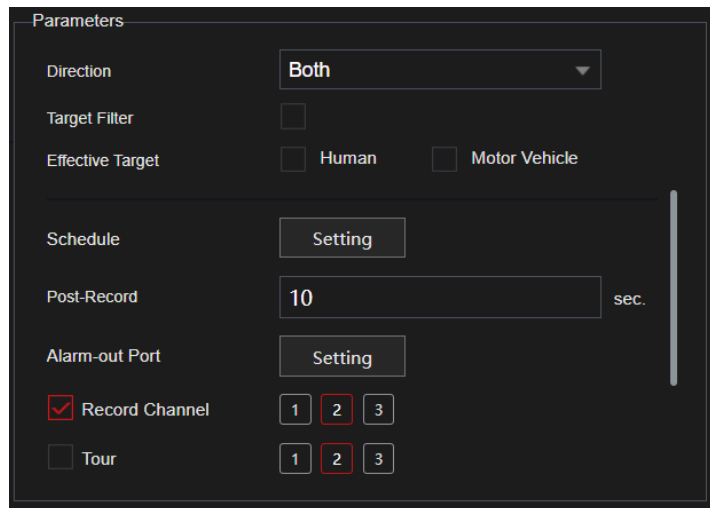 Parameters
Direction Both
Target Filter
Effective Target Human Motor Vehicle
Schedule Setting
Post-Record 10 sec.
Alarm-out Port Setting
Record Channel 1 2 3
Tour 1 2 3